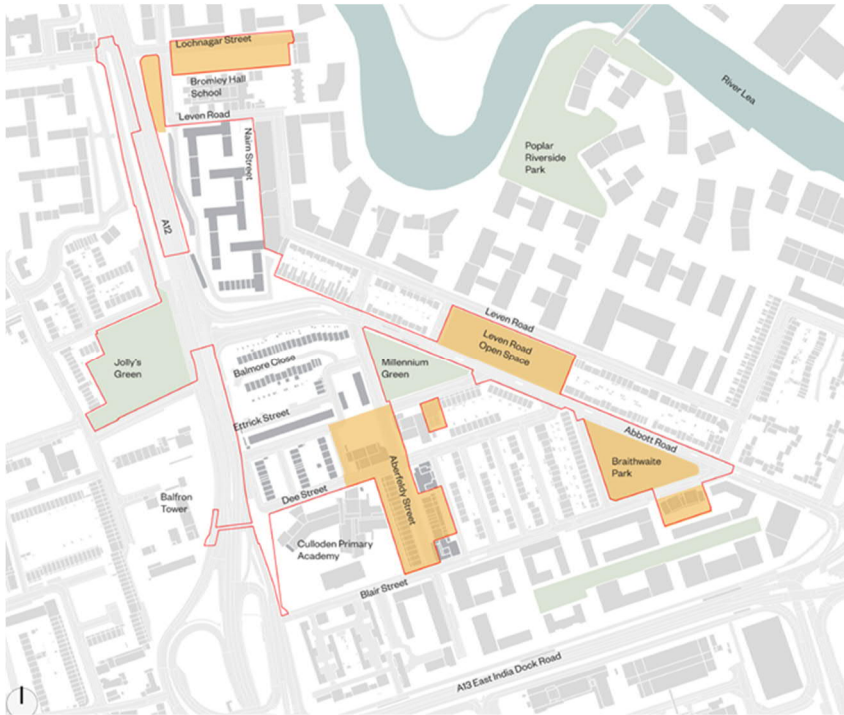 Lochnagar Street
Bromley Hall
School
Leven Road
Nairn Street
A12
River Lea
Poplar
Riverside
Park
Leven Road
Leven Road
Open Space
Jolly's
Green
Balmore Close
Millennium
Green
Ettrick Street
Abbott Road
Braithwaite
Park
Aberfeldy Street
Dee Street
Balfron
Tower
Culloden Primary
Academy
Blair Street
A13 East India Dock Road